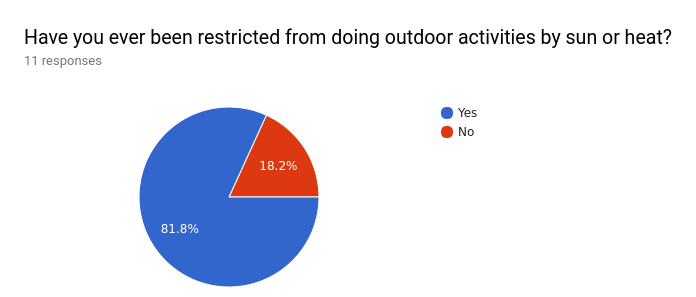 Have you ever been restricted from doing outdoor activities by sun or heat?
11 responses
Yes
No
18.2%
81.8%